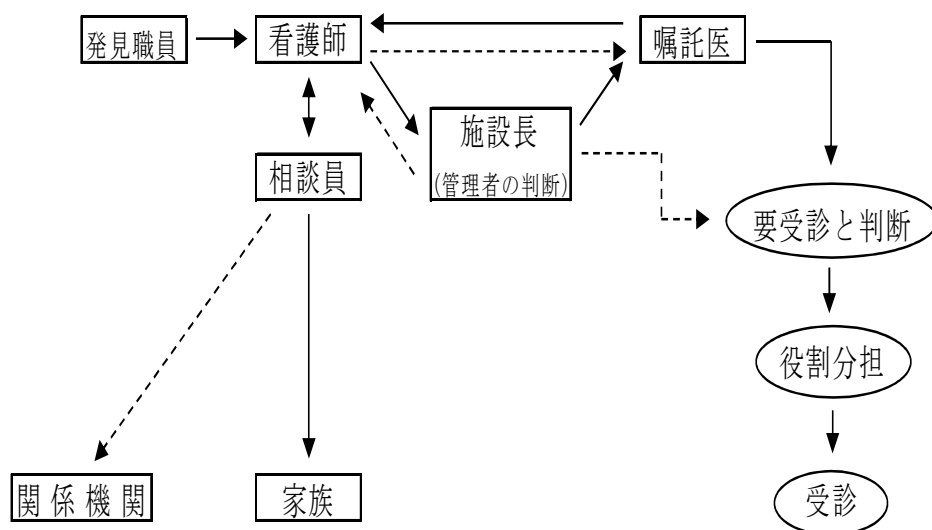 発見職員
看護師
嘱託医
施設長
(管理者の判断)
相談員
要受診と判断
役割分担
関係機関
家族
受診